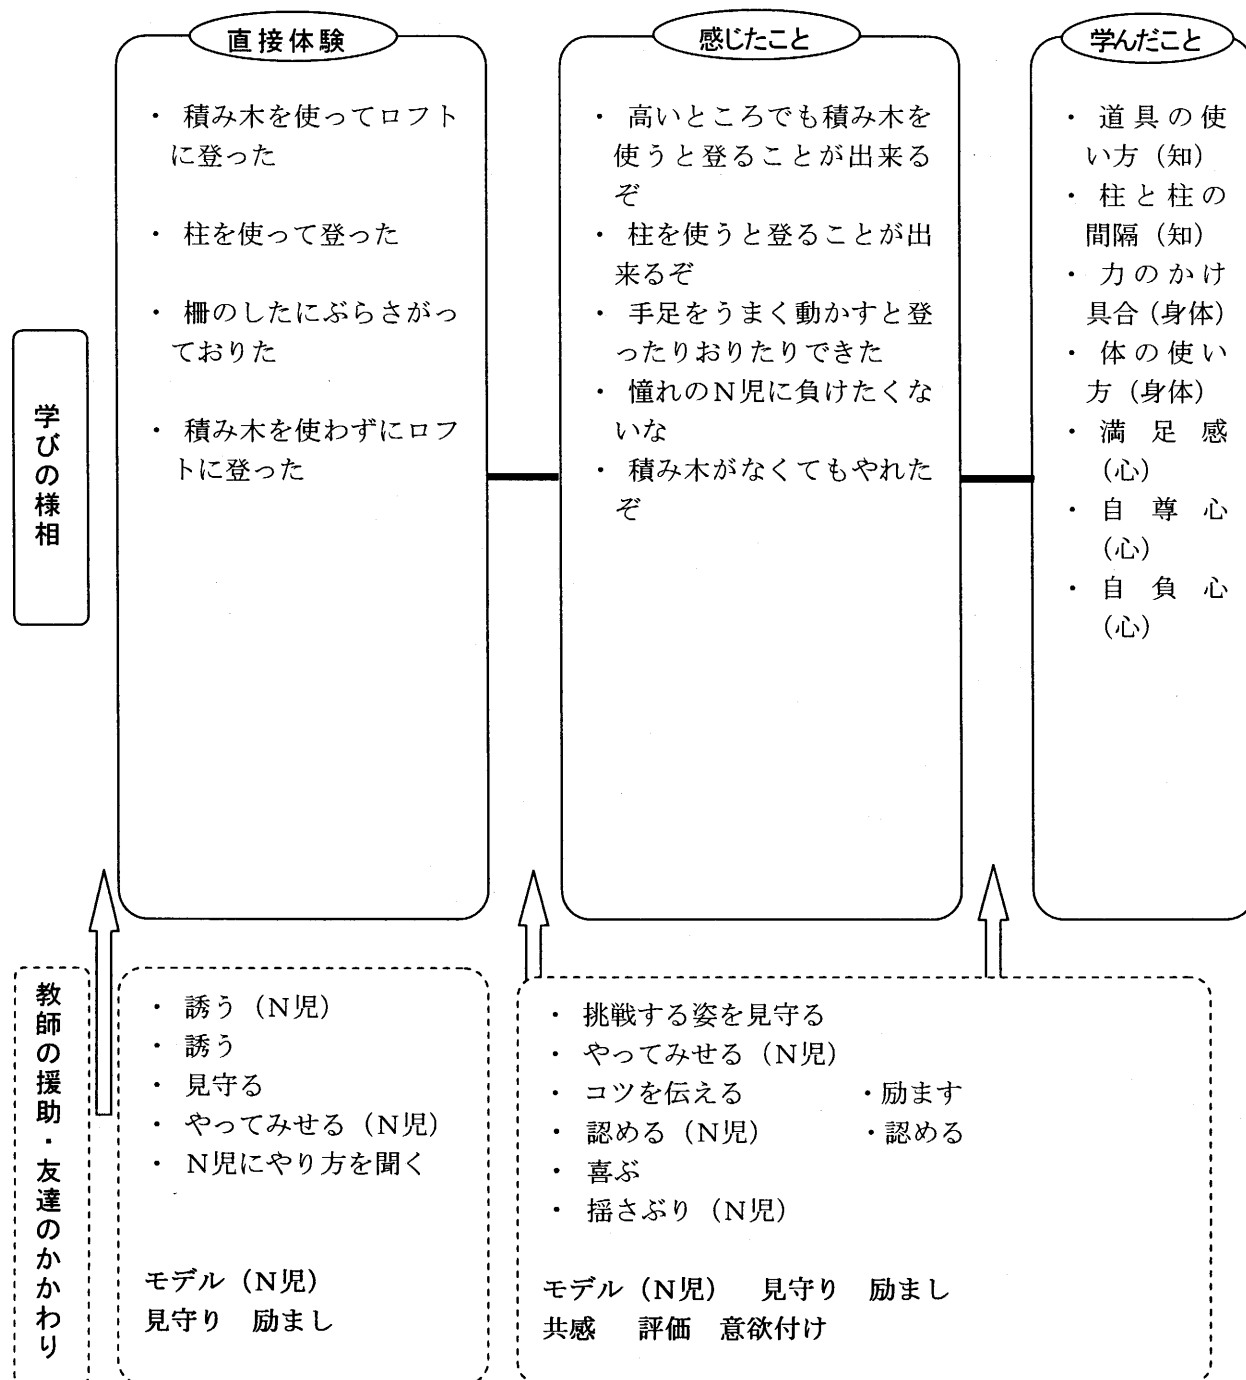 直接体験
・ 積み木を使ってロフト
に登った
・ 柱を使って登った
・ 柵のしたにぶらさがっ
ておりた
・ 積み木を使わずにロフ
トに登った
感じたこと
・ 高いところでも積み木を
使うと登ることが出来る
ぞ
・ 柱を使うと登ることが出
来るぞ
・ 手足をうまく動かすと登
ったりおりたりできた
・ 憧れのN児に負けたくな
いな
・ 積み木がなくてもやれた
ぞ
学んだこと
・ 道具の使
い方（知）
・ 柱と柱の
間隔（知）
・ 力のかけ
具合（身体）
・ 体の使い
方（身体）
・ 満足感
（心）
・ 自尊心
（心）
・ 自負心
（心）
学びの様相
教師の援助・友達のかかわり
・ 誘う（N児）
・ 誘う
・ 見守る
・ やってみせる（N児）
・ N児にやり方を聞く
モデル（N児）
見守り 励まし
・ 挑戦する姿を見守る
・ やってみせる（N児）
・ コツを伝える ・励ます
・ 認める（N児） ・認める
・ 喜ぶ
・ 揺さぶり（N児）
モデル（N児） 見守り 励まし
共感 評価 意欲付け